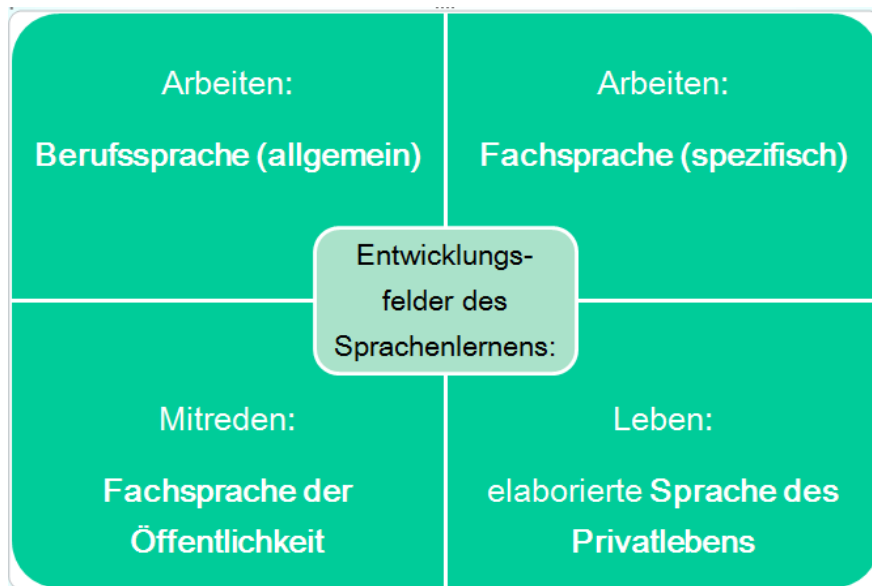 Arbeiten:
Berufssprache (allgemein)
Arbeiten:
Fachsprache (spezifisch)
Entwicklungs-
felder des
Sprachenlernens:
Mitreden:
Fachsprache der
Öffentlichkeit
Leben:
elaborierte Sprache des
Privatlebens